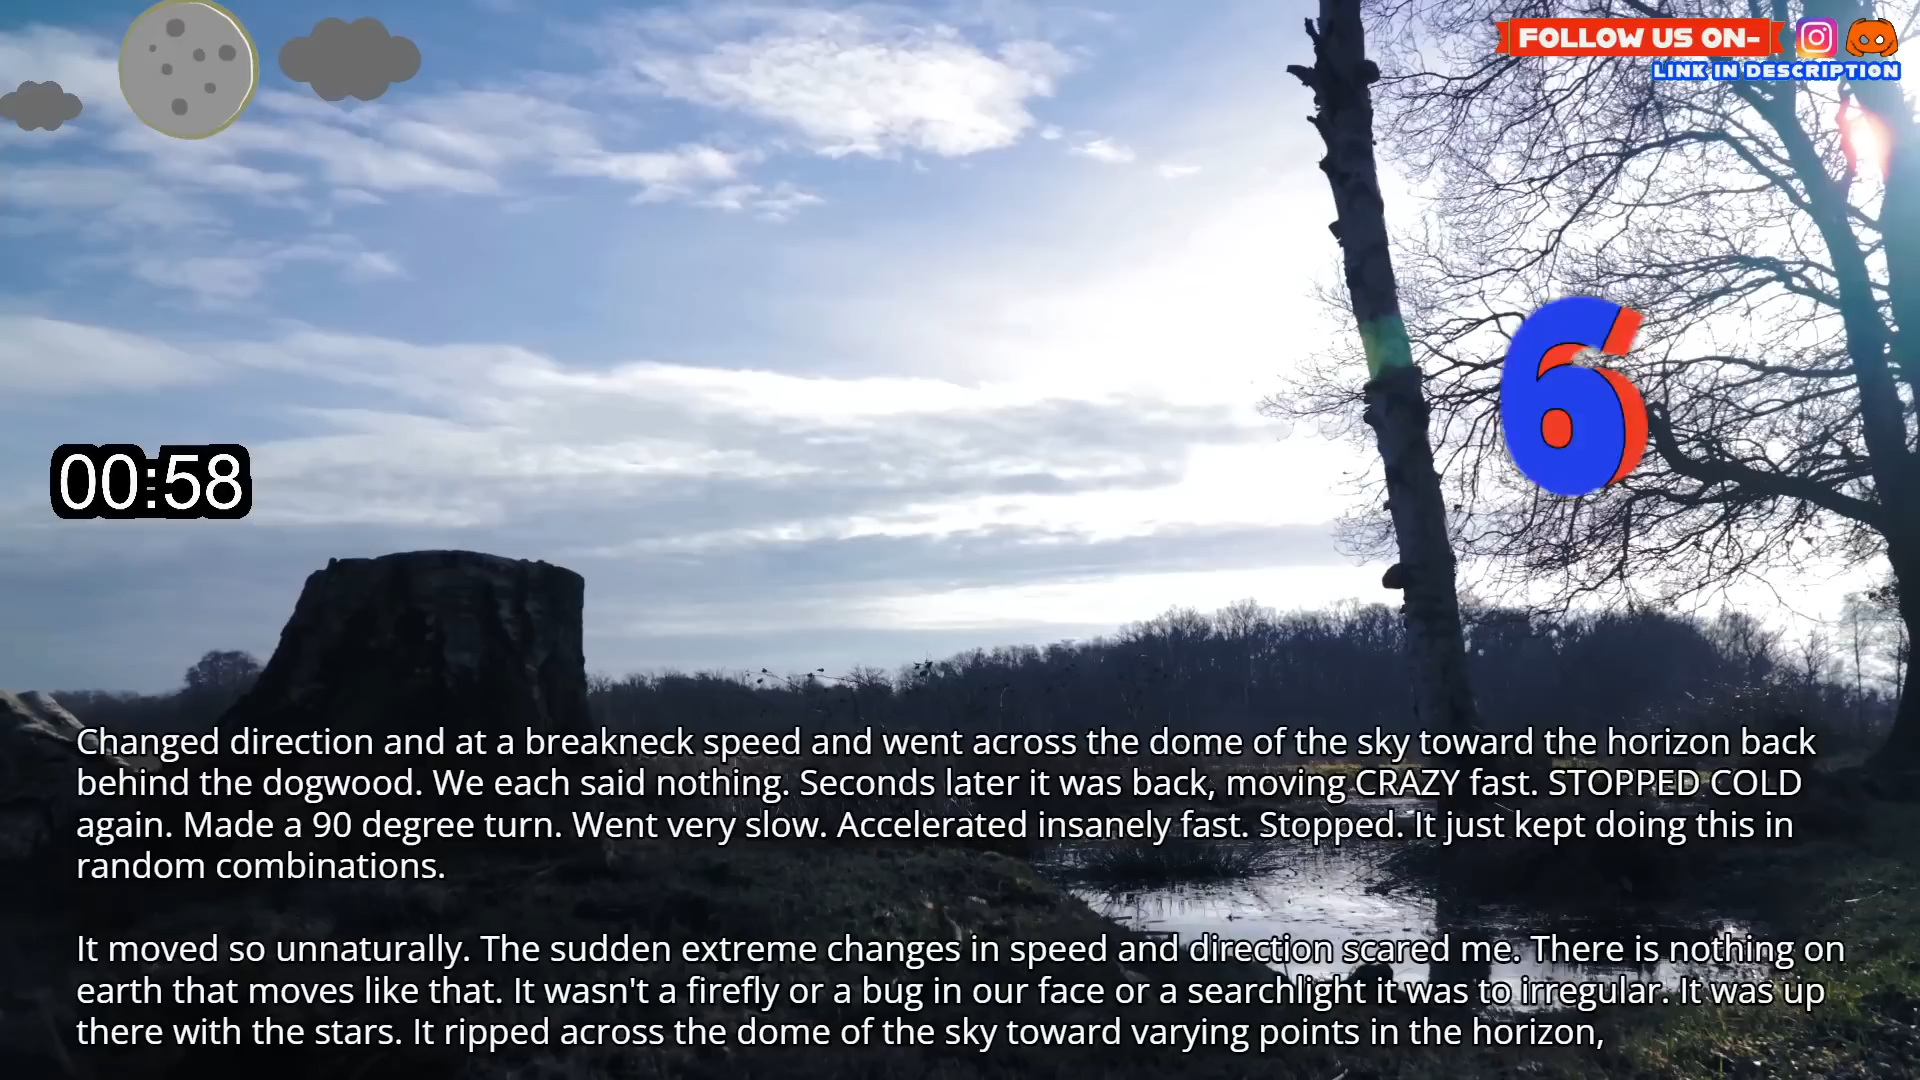 FOLLOW US ON-
LINK IN DESCRIPTION
6
00:58
Changed direction and at a breakneck speed and went across the dome of the sky toward the horizon back
behind the dogwood. We each said nothing. Seconds later it was back, moving CRAZY fast. STOPPED COLD
again. Made a 90 degree turn. Went very slow. Accelerated insanely fast. Stopped. It just kept doing this in
random combinations.
It moved so unnaturally. The sudden extreme changes in speed and direction scared me. There is nothing on
earth that moves like that. It wasn't a firefly or a bug in our face or a searchlight it was to irregular. It was up
there with the stars. It ripped across the dome of the sky toward varying points in the horizon,